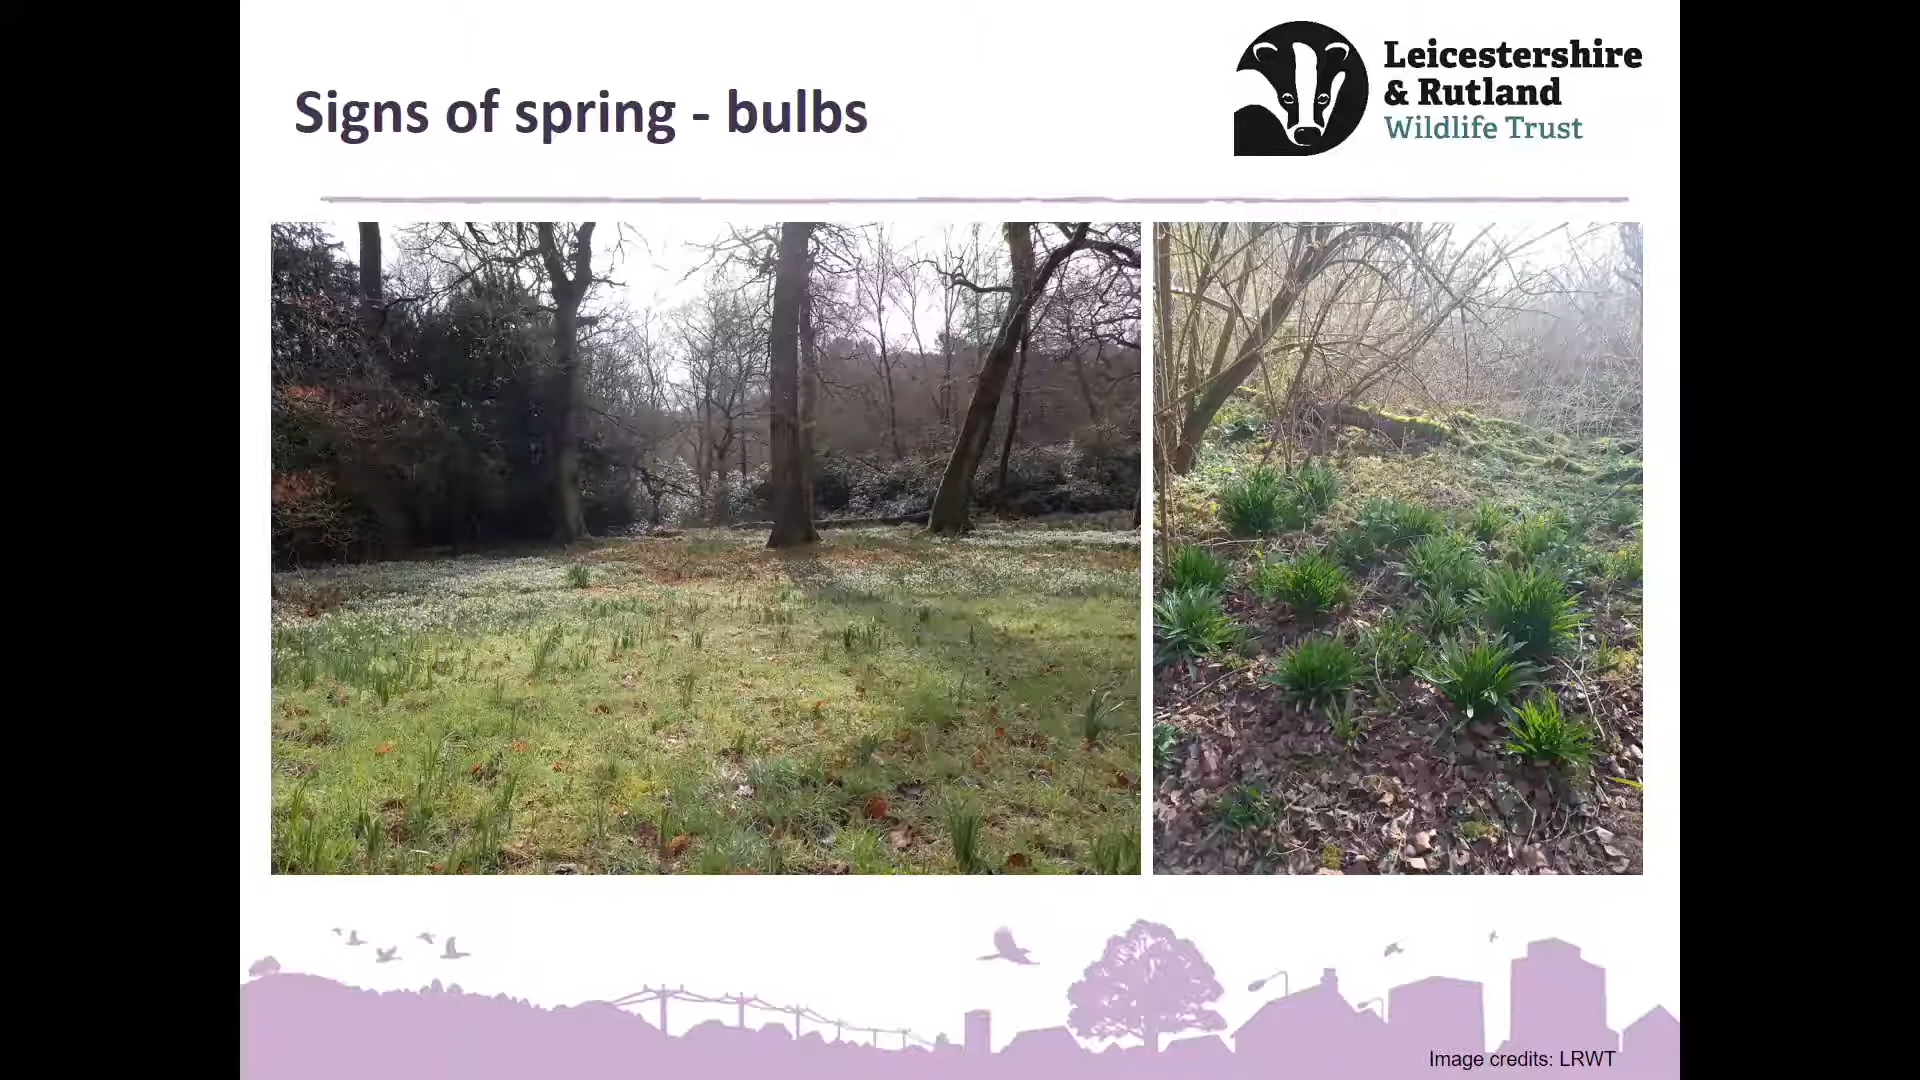 Signs of spring - bulbs
Leicestershire
& Rutland
Wildlife Trust
Image credits: LRWT